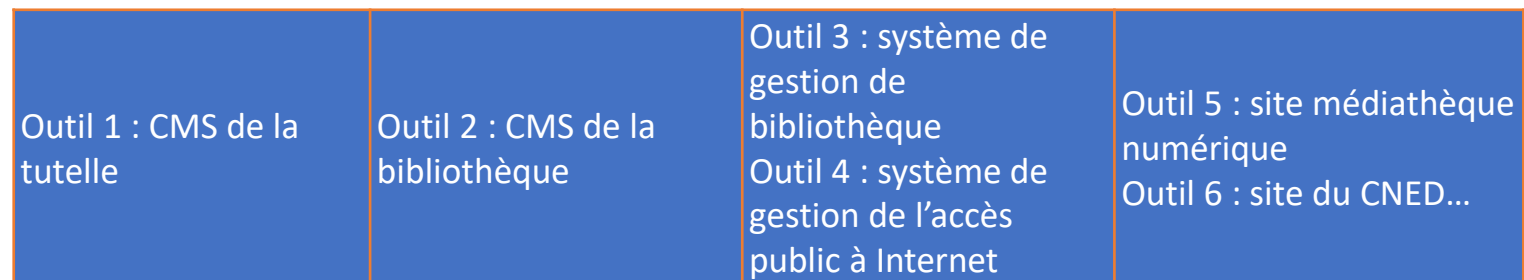 Outil 1 : CMS de la
tutelle
Outil 2 : CMS de la
bibliothèque
Outil 3 : système de
gestion de
bibliothèque
Outil 4 : système de
gestion de l’accès
public à Internet
Outil 5 : site médiathèque
numérique
Outil 6 : site du CNED…